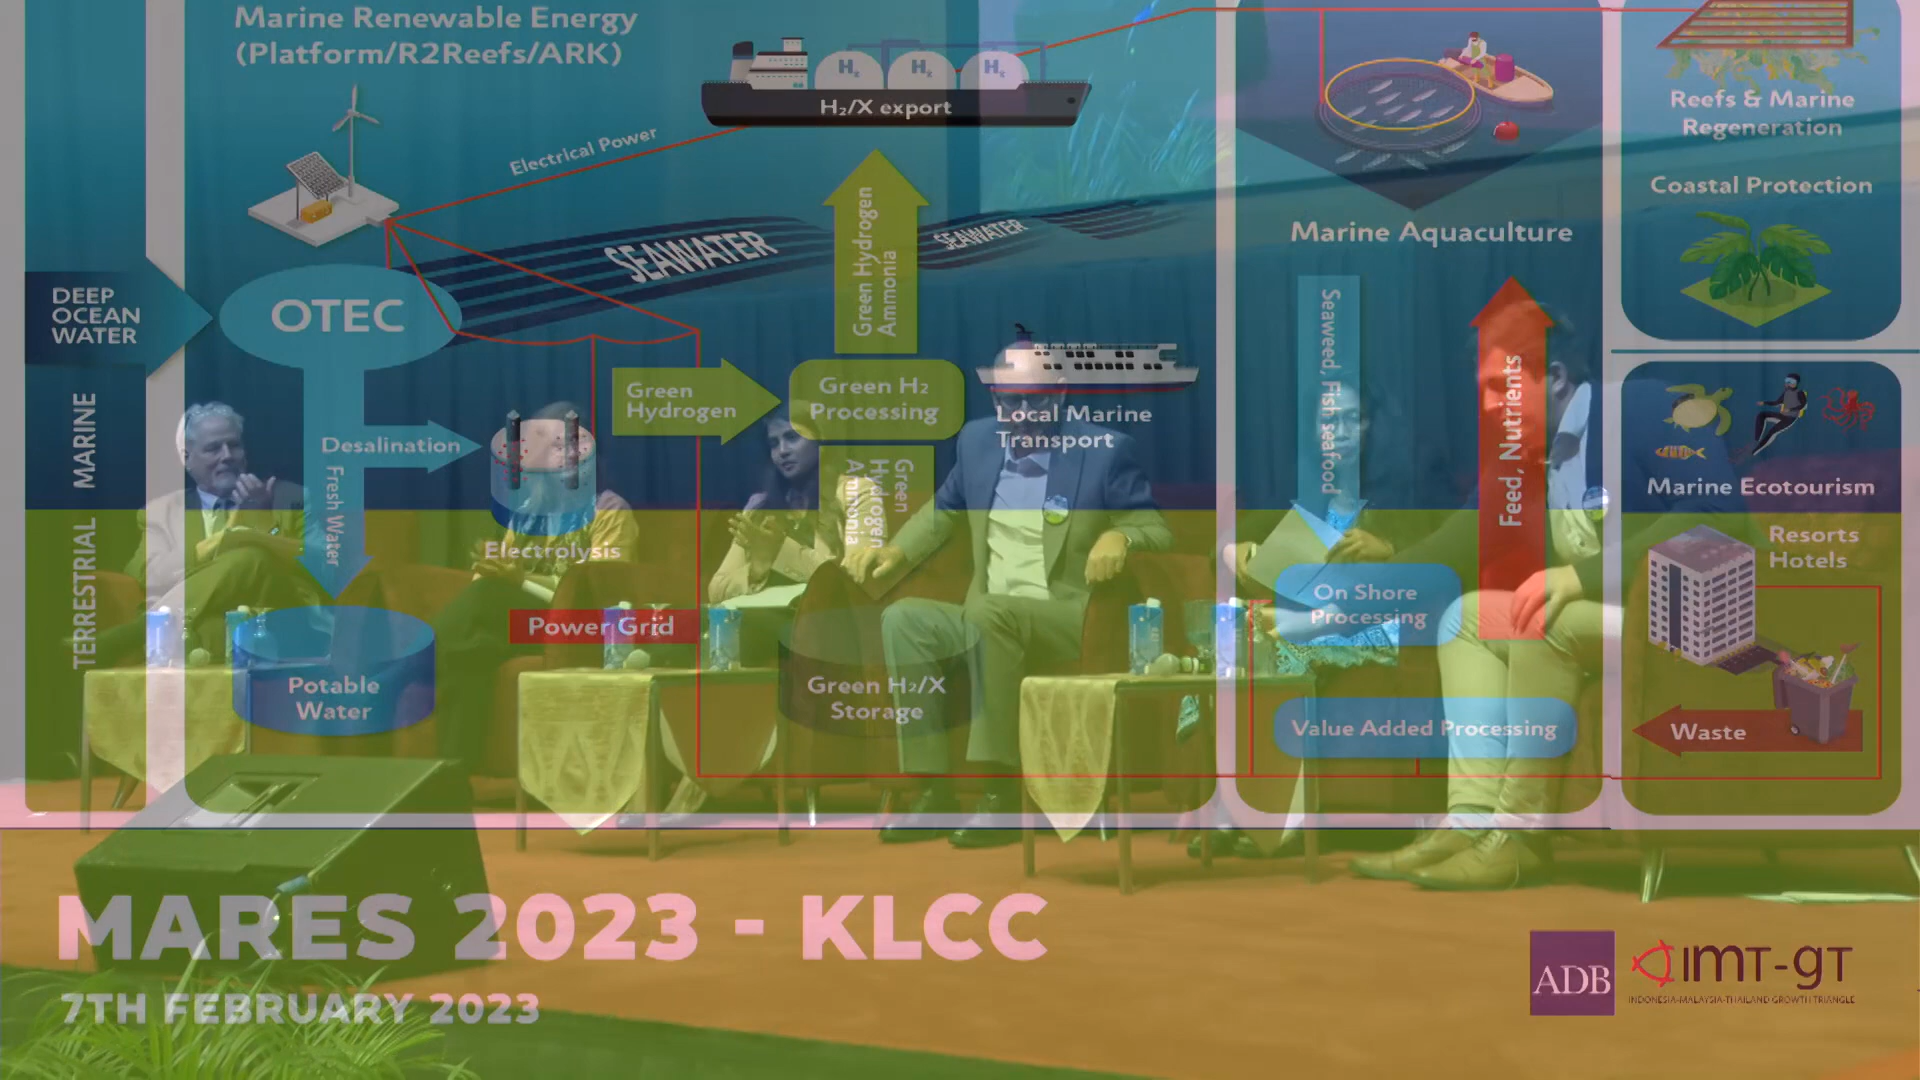 Marine Renewable Energy
(Platform/R2Reefs/ARK)
Electrical Power
H₂ H₂ H₂
H₂/X export
SEAWATER
SEAWATER
DEEP
OCEAN
WATER
OTEC
MARINE
TERRESTRIAL
Desalination
Fresh Water
Electrolysis
Potable
Water
Power Grid
Green
Hydrogen
Green Hydrogen
Ammonia
Green H₂
Processing
Green
Hydrogen
Ammonia
Green H₂/X
Storage
Local Marine
Transport
Marine Aquaculture
Seaweed, Fish seafood
Feed, Nutrients
On Shore
Processing
Value Added Processing
Reefs & Marine
Regeneration
Coastal Protection
Marine Ecotourism
Resorts
Hotels
Waste
MARES 2023 - KLCC
7TH FEBRUARY 2023
ADB
IMT-GT
INDONESIA-MALAYSIA-THAILAND GROWTH TRIANGLE